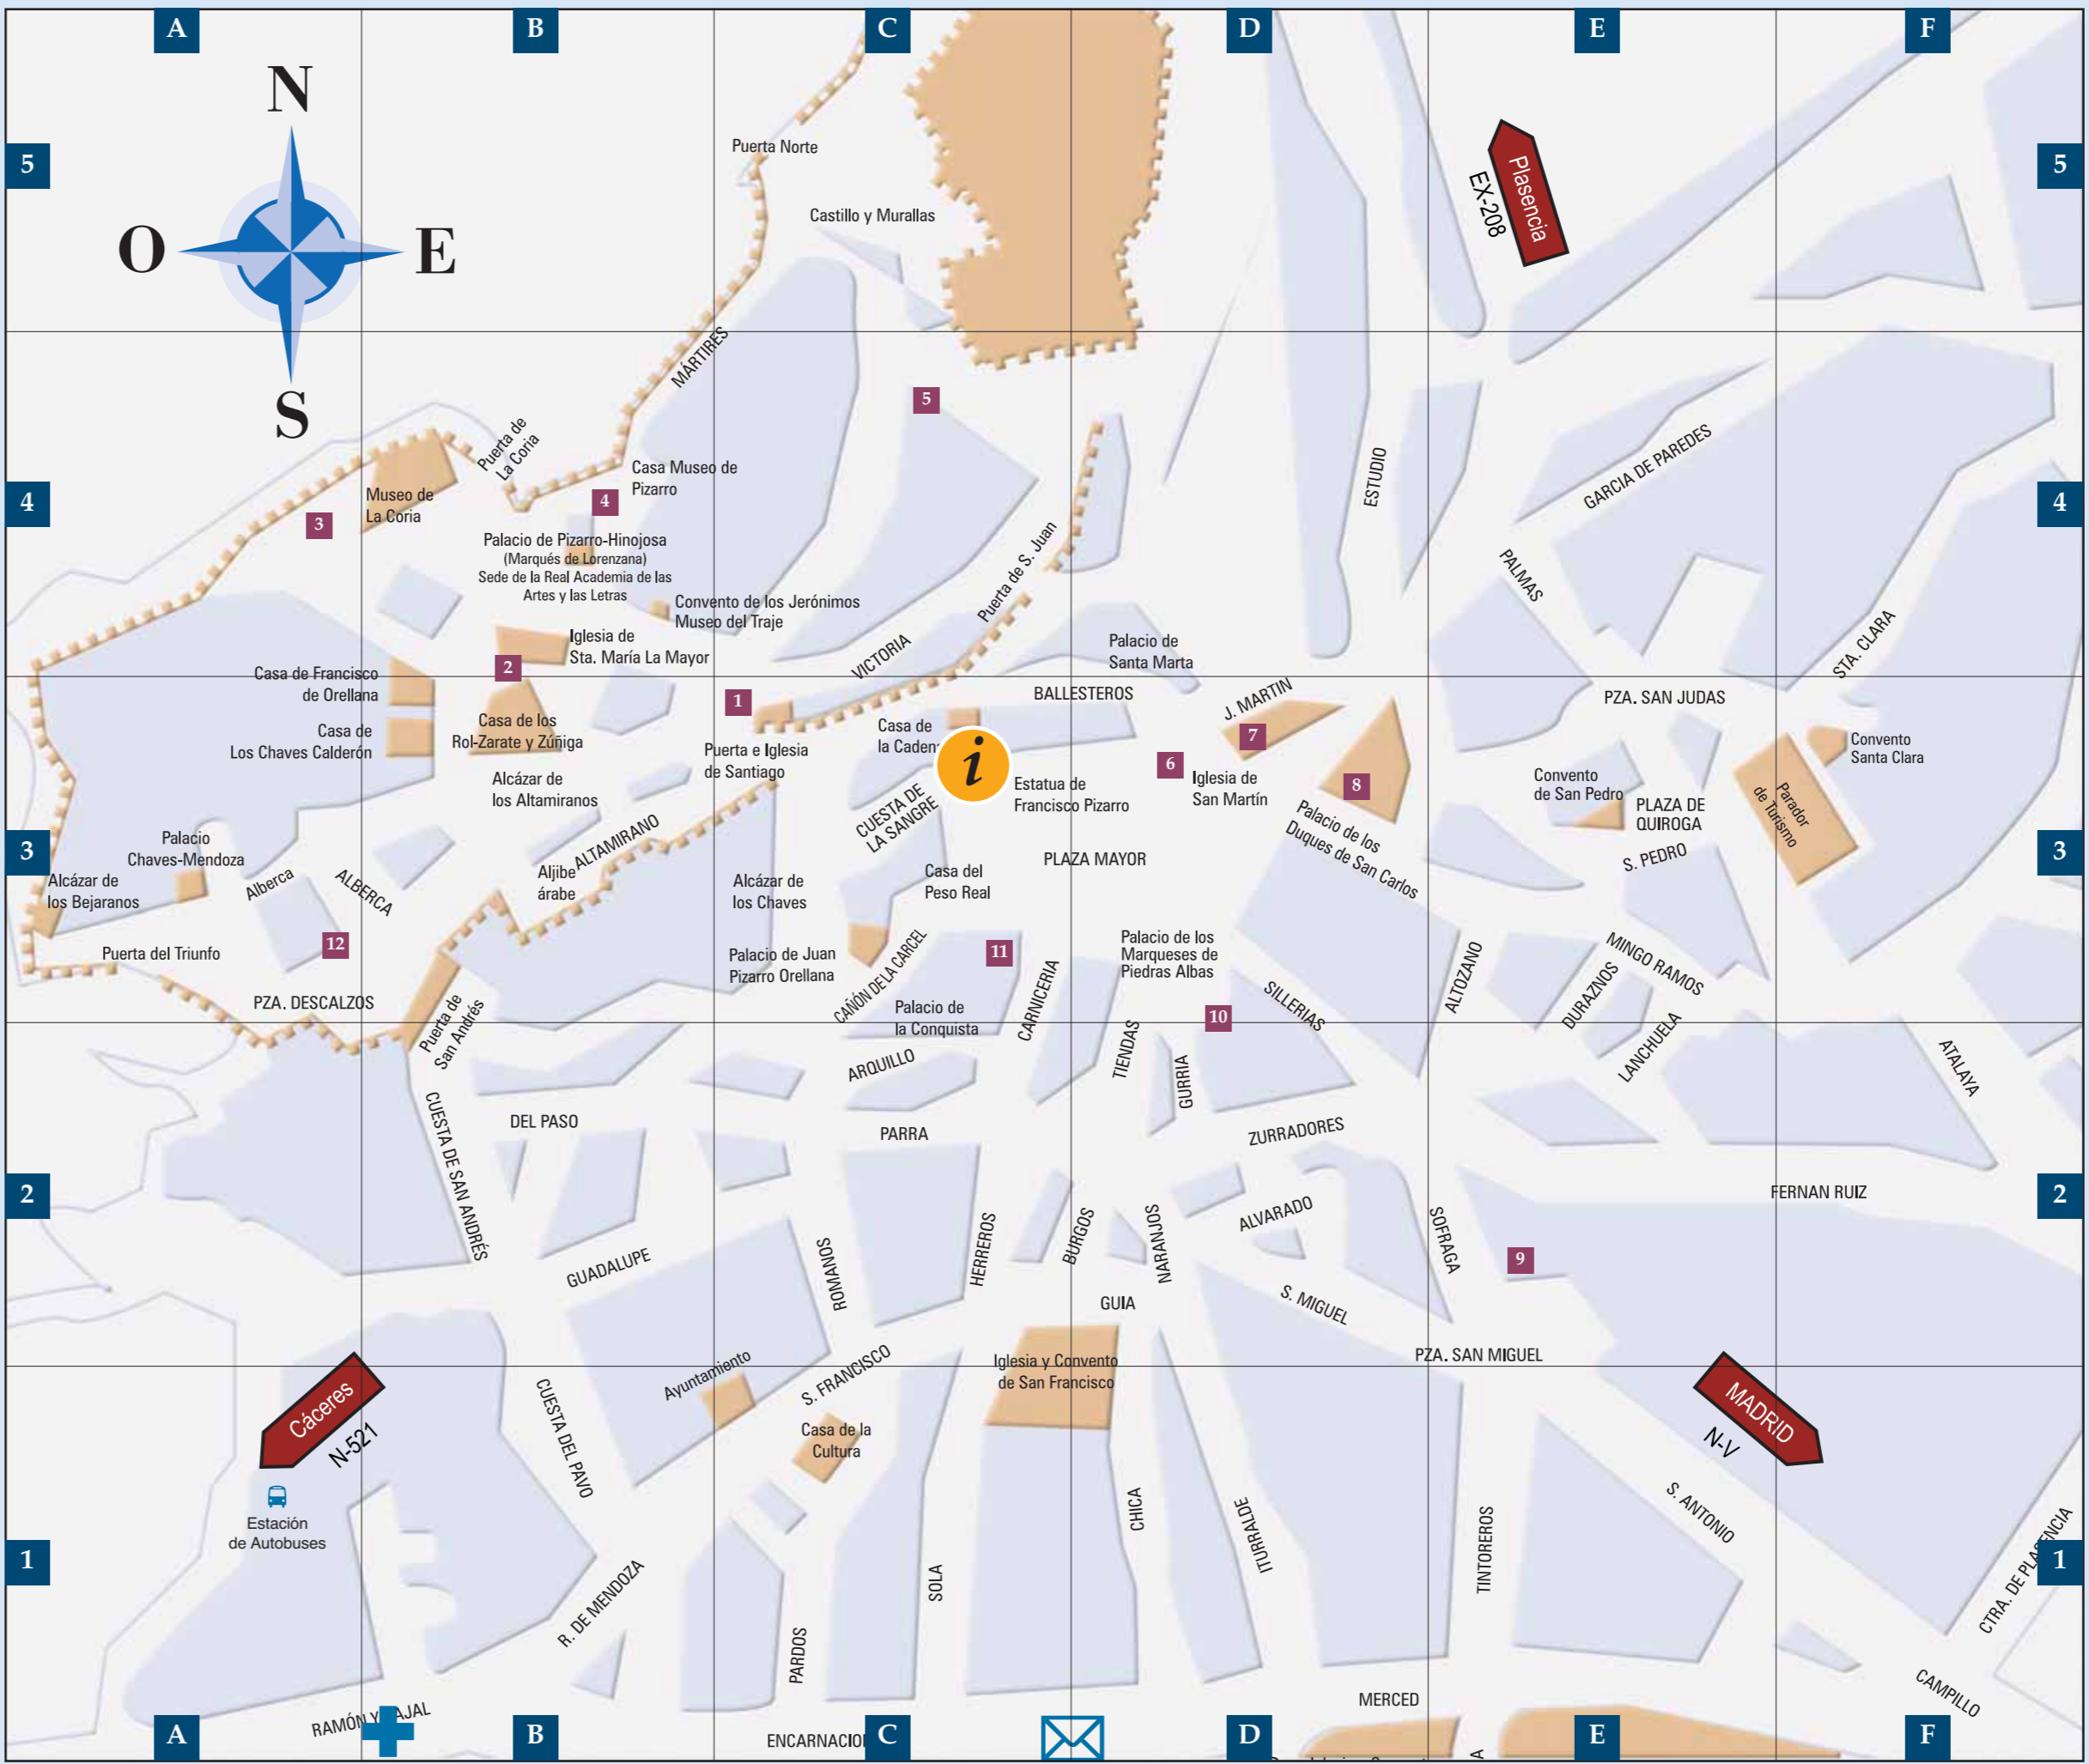 A
B
C
D
E
F
N
O
E
S
5
5
Puerta Norte
Castillo y Murallas
Plasencia
EX-208
MÁRTIRES
5
4
4
Puerta de
La Coria
Casa Museo de
Pizarro
4
Museo de
La Coria
3
Palacio de Pizarro-Hinojosa
(Marqués de Lorenzana)
Sede de la Real Academia de las
Artes y las Letras
Convento de los Jerónimos
Museo del Traje
Puerta de S. Juan
ESTUDIO
GARCIA DE PAREDES
PALMAS
STA. CLARA
Iglesia de
Sta. María La Mayor
2
VICTORIA
Palacio de
Santa Marta
Casa de Francisco
de Orellana
1
BALLESTEROS
J. MARTIN
PZA. SAN JUDAS
Casa de
Los Chaves Calderón
Casa de los
Rol-Zarate y Zúñiga
Puerta e Iglesia
de Santiago
Casa de
la Cadena
i
6
7
Iglesia de
San Martín
8
Convento
Santa Clara
Convento
de San Pedro
PLAZA DE
QUIROGA
Parador
de Turismo
Alcázar de
los Altamiranos
Estatua de
Francisco Pizarro
CUESTA DE
LA SANGRE
Palacio de los
Duques de San Carlos
3
3
Palacio
Chaves-Mendoza
Alcázar de
los Bejaranos
Alberca
ALBERCA
Aljibe
árabe
ALTAMIRANO
Alcázar de
los Chaves
Casa del
Peso Real
PLAZA MAYOR
S. PEDRO
12
Puerta del Triunfo
PZA. DESCALZOS
Puerta de
San Andrés
Palacio de Juan
Pizarro Orellana
CAÑÓN DE LA CARCEL
11
Palacio de
la Conquista
CARNICERIA
Palacio de los
Marqueses de
Piedras Albas
10
SILLERIAS
ALTOZANO
MINGO RAMOS
DURAZNOS
LANCHUELA
ATALAYA
ARQUILLO
TIENDAS
GURRIA
2
2
CUESTA DE SAN ANDRÉS
DEL PASO
PARRA
ZURRADORES
FERNAN RUIZ
GUADALUPE
ROMANOS
HERREROS
BURGOS
NARANJOS
ALVARADO
SOFRAGA
9
GUIA
S. MIGUEL
PZA. SAN MIGUEL
Iglesia y Convento
de San Francisco
Ayuntamiento
S. FRANCISCO
Casa de la
Cultura
Cáceres
N-521
MADRID
N-V
CUESTA DEL PAVO
Estación
de Autobuses
1
1
R. DE MENDOZA
PARDOS
SOLA
CHICA
ITURRALDE
TINTOREROS
S. ANTONIO
CTRA. DE PLASENCIA
CAMPILLO
MERCED
RAMÓN Y CAJAL
ENCARNACION
A
B
C
D
E
F